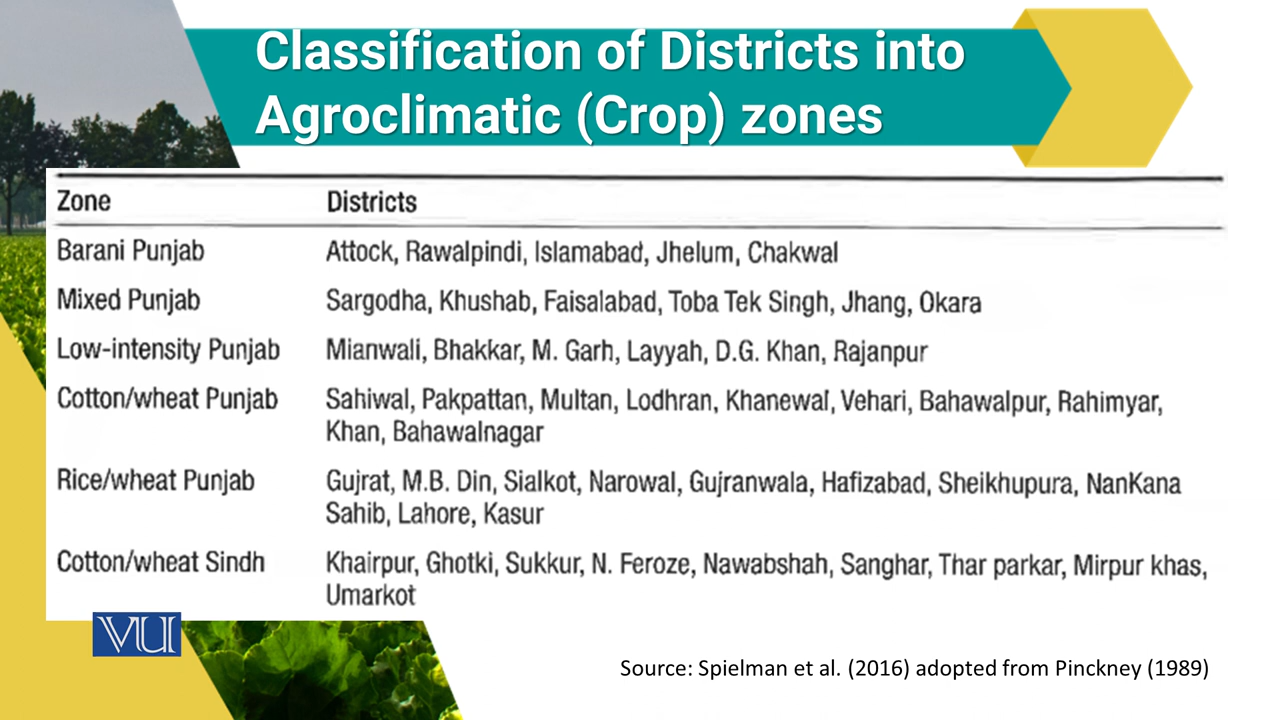 Classification of Districts into
Agroclimatic (Crop) zones
Zone Districts
Barani Punjab Attock, Rawalpindi, Islamabad, Jhelum, Chakwal
Mixed Punjab Sargodha, Khushab, Faisalabad, Toba Tek Singh, Jhang, Okara
Low-intensity Punjab Mianwali, Bhakkar, M. Garh, Layyah, D.G. Khan, Rajanpur
Cotton/wheat Punjab Sahiwal, Pakpattan, Multan, Lodhran, Khanewal, Vehari, Bahawalpur, Rahimyar,
Khan, Bahawalnagar
Rice/wheat Punjab Gujrat, M.B. Din, Sialkot, Narowal, Gujranwala, Hafizabad, Sheikhupura, NanKana
Sahib, Lahore, Kasur
Cotton/wheat Sindh Khairpur, Ghotki, Sukkur, N. Feroze, Nawabshah, Sanghar, Thar parkar, Mirpur khas,
Umarkot
VU
Source: Spielman et al. (2016) adopted from Pinckney (1989)